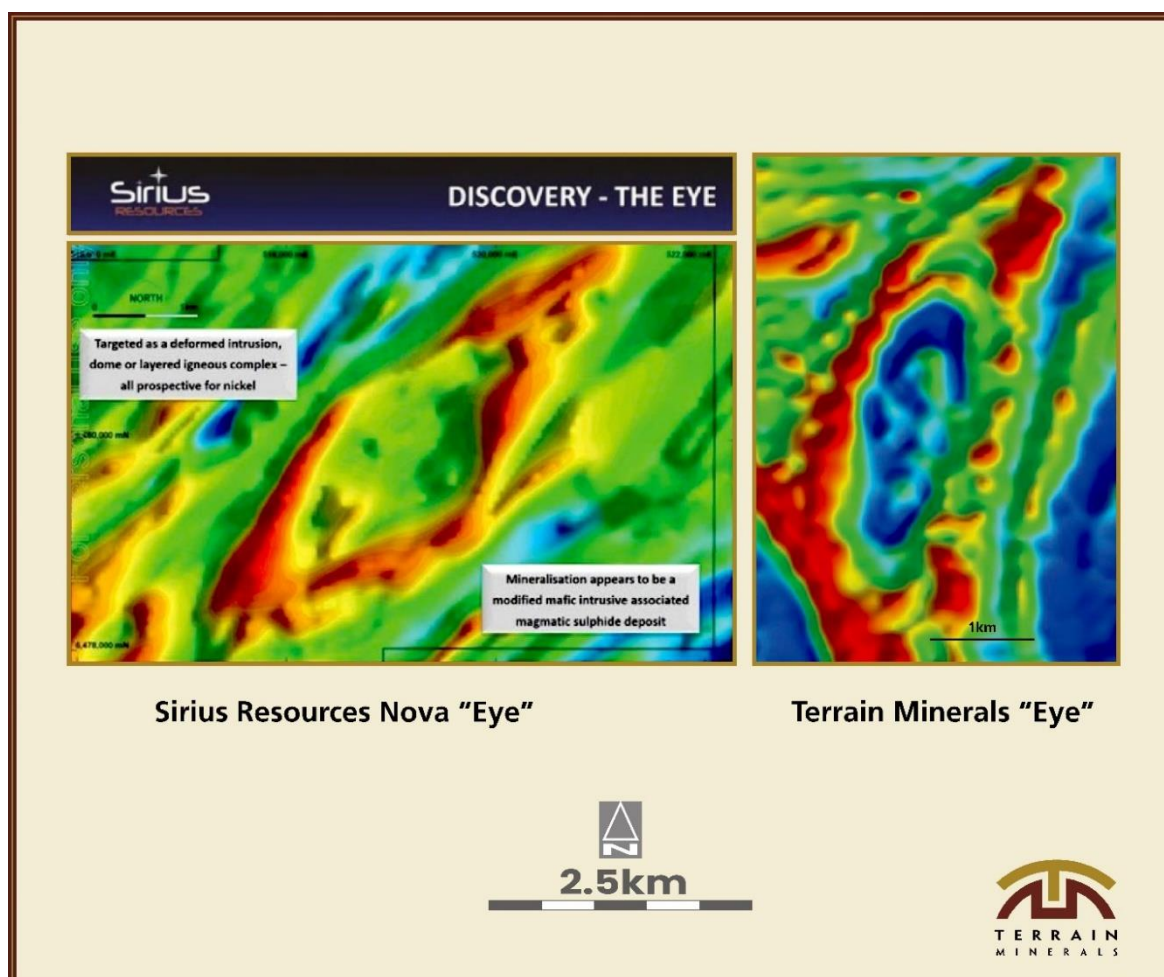 Sirius
RESOURCES
DISCOVERY - THE EYE
NORTH
Targeted as a deformed intrusion,
dome or layered igneous complex –
all prospective for nickel
Mineralisation appears to be a
modified mafic intrusive associated
magmatic sulphide deposit
1km
Sirius Resources Nova "Eye"
Terrain Minerals "Eye"
N
2.5km
TERRAIN
MINERALS